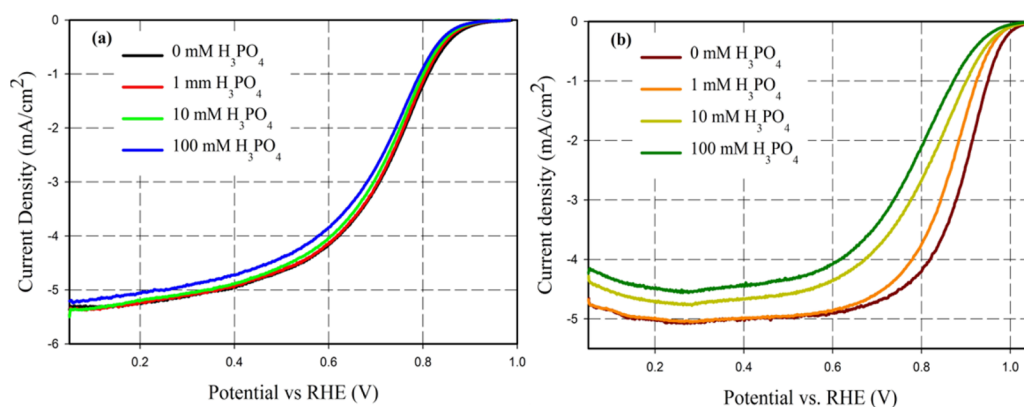 (a)
0 mM H₃PO₄
1 mm H₃PO₄
10 mM H₃PO₄
100 mM H₃PO₄
Current Density (mA/cm²)
0
-1
-2
-3
-4
-5
-6
0.2 0.4 0.6 0.8 1.0
Potential vs RHE (V)
(b)
0 mM H₃PO₄
1 mM H₃PO₄
10 mM H₃PO₄
100 mM H₃PO₄
Current density (mA/cm²)
0
-1
-2
-3
-4
-5
0.2 0.4 0.6 0.8 1.0
Potential vs. RHE (V)